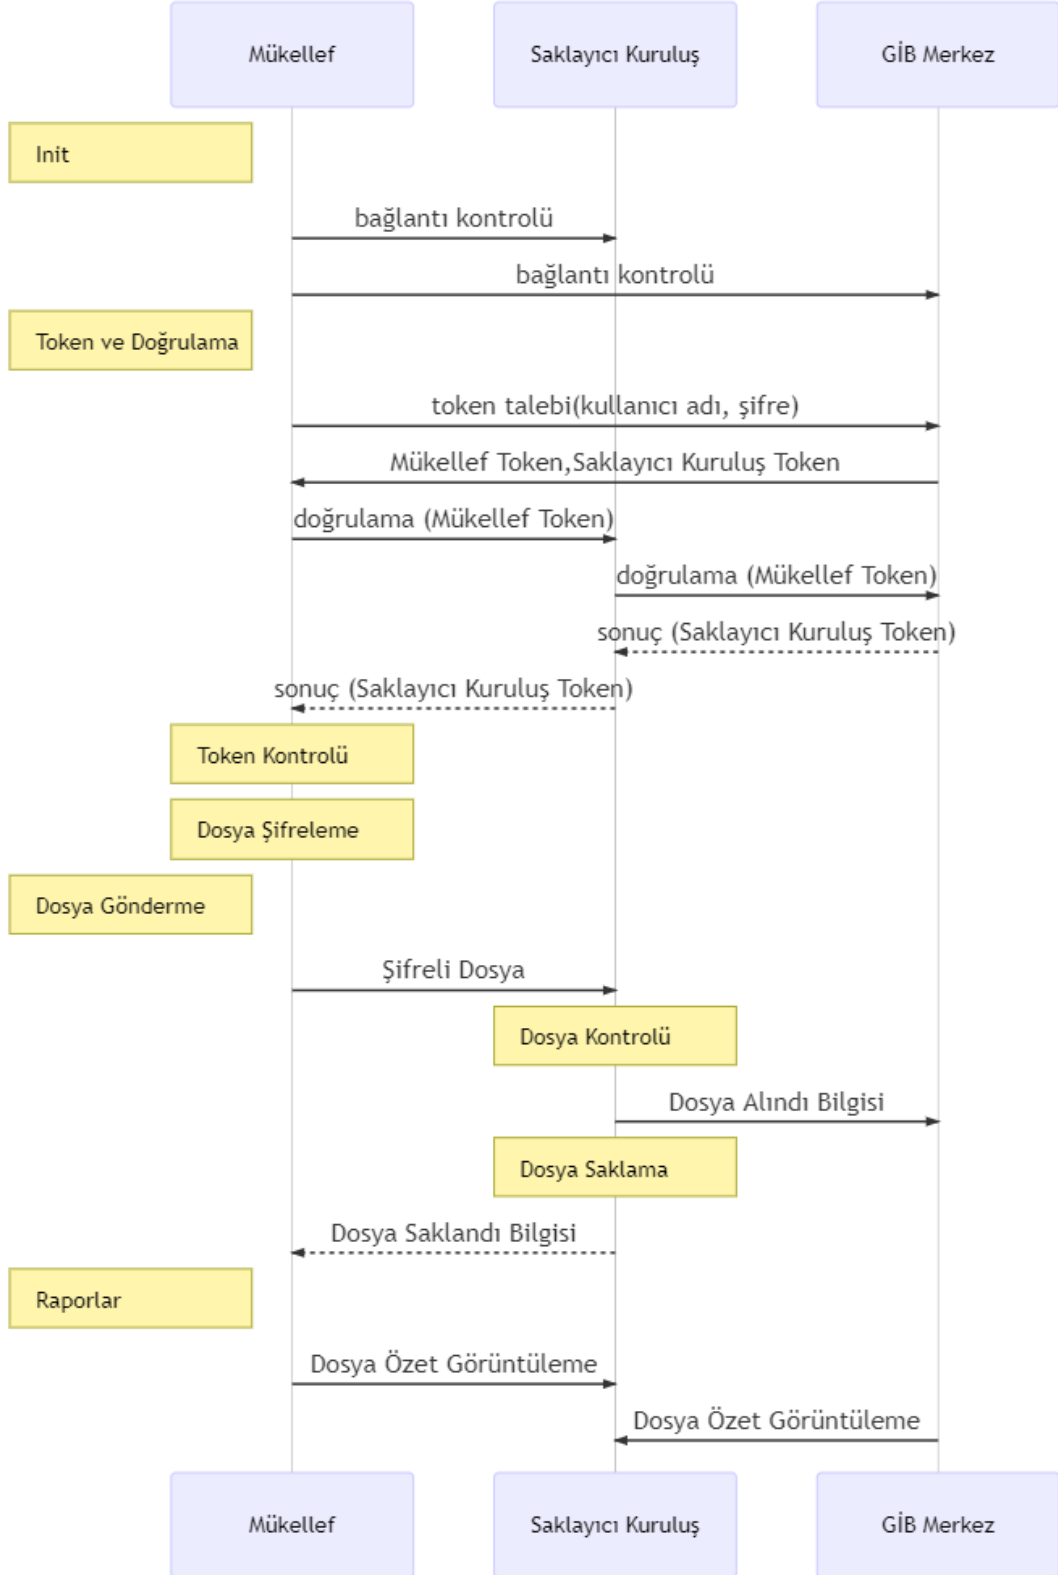 Mükellef
Saklayıcı Kuruluş
GİB Merkez
Init
bağlantı kontrolü
bağlantı kontrolü
Token ve Doğrulama
token talebi(kullanıcı adı, şifre)
Mükellef Token,Saklayıcı Kuruluş Token
doğrulama (Mükellef Token)
doğrulama (Mükellef Token)
sonuç (Saklayıcı Kuruluş Token)
sonuç (Saklayıcı Kuruluş Token)
Token Kontrolü
Dosya Şifreleme
Dosya Gönderme
Şifreli Dosya
Dosya Kontrolü
Dosya Alındı Bilgisi
Dosya Saklama
Dosya Saklandı Bilgisi
Raporlar
Dosya Özet Görüntüleme
Dosya Özet Görüntüleme
Mükellef
Saklayıcı Kuruluş
GİB Merkez